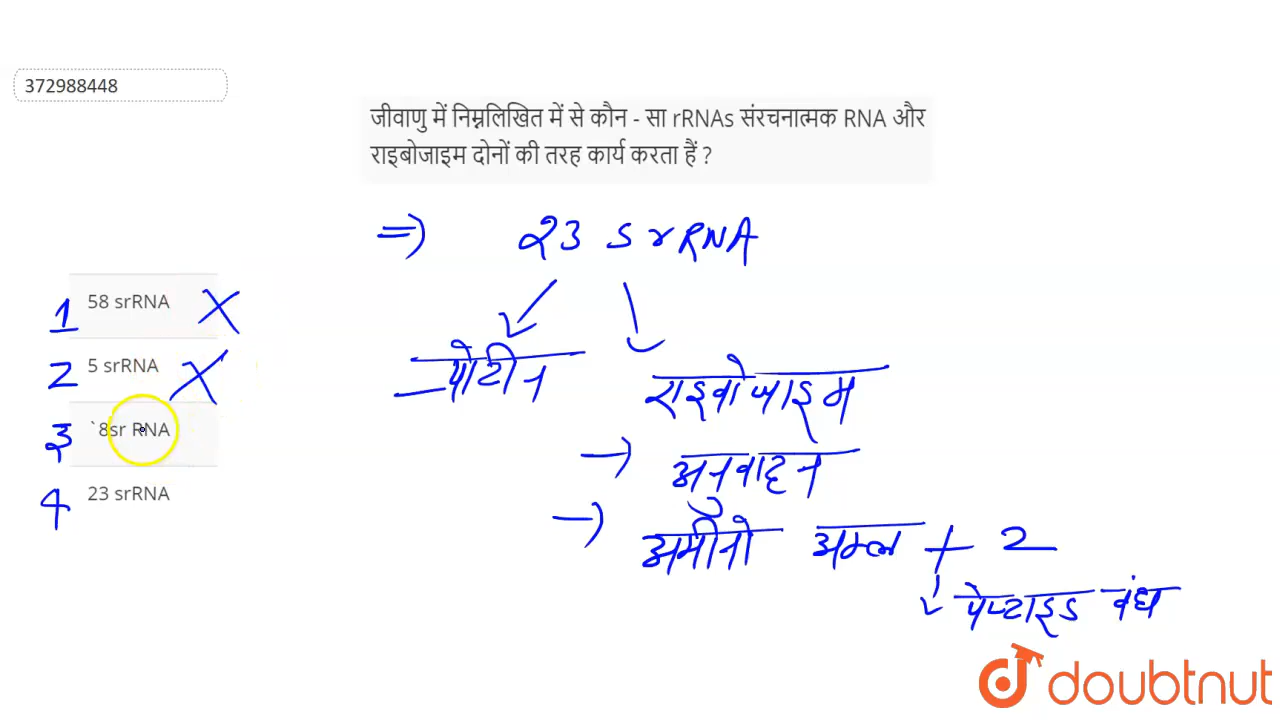 372988448
जीवाणु में निम्नलिखित में से कौन - सा rRNAs संरचनात्मक RNA और
राइबोजाइम दोनों की तरह कार्य करता हैं ?
=> 23 S r RNA
1 58 srRNA X
पोटीन राइबोजाइम
2 5 srRNA X
3 `8sr RNA
→ अनुवादन
4 23 srRNA
→ अमीनो अम्ल + 2
पेप्टाइड बंध
doubtnut